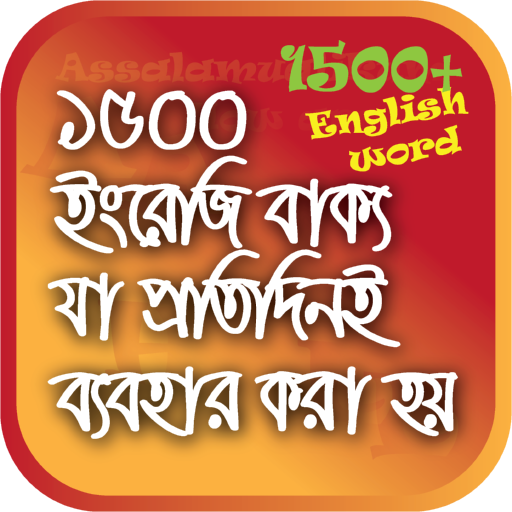 1500+
English
word
১৫০০
ইংরেজি বাক্য
যা প্রতিদিনই
ব্যবহার করা হয়